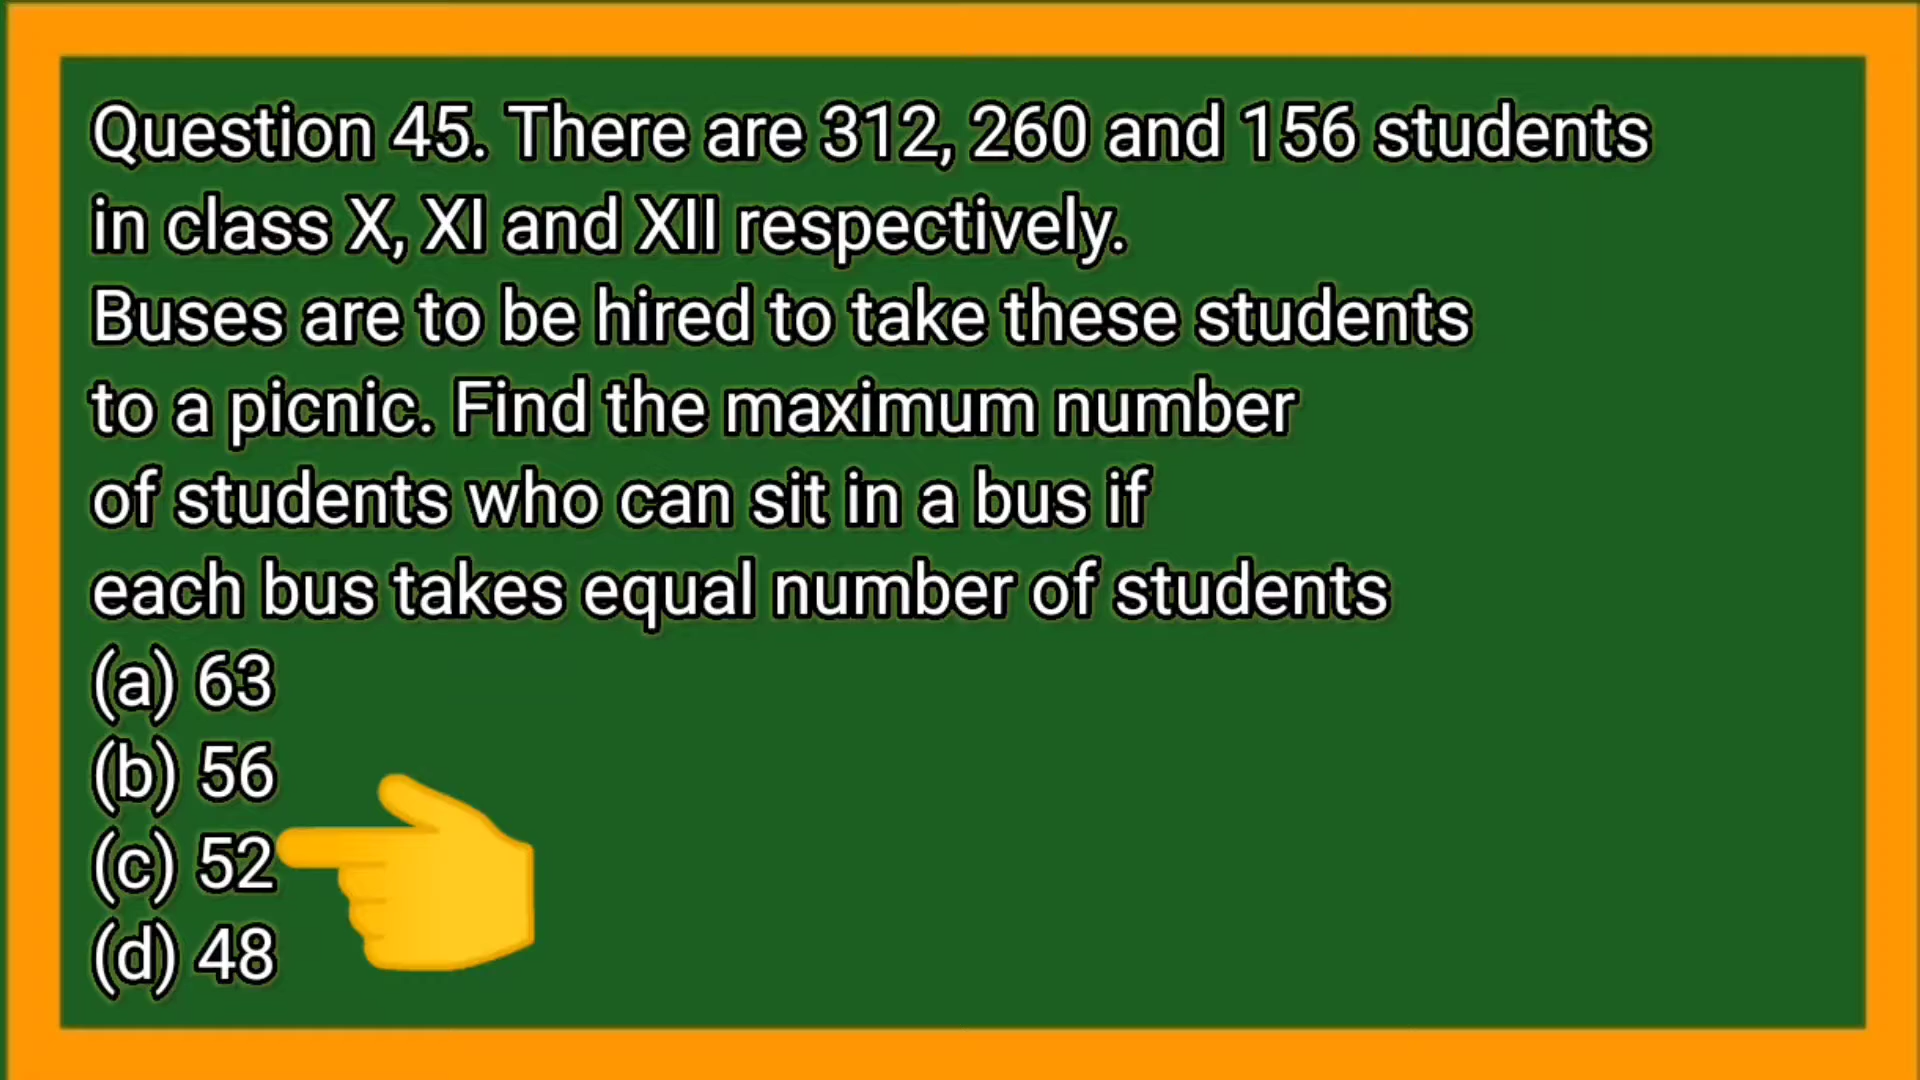 Question 45. There are 312, 260 and 156 students
in class X, XI and XII respectively.
Buses are to be hired to take these students
to a picnic. Find the maximum number
of students who can sit in a bus if
each bus takes equal number of students
(a) 63
(b) 56
(c) 52
(d) 48